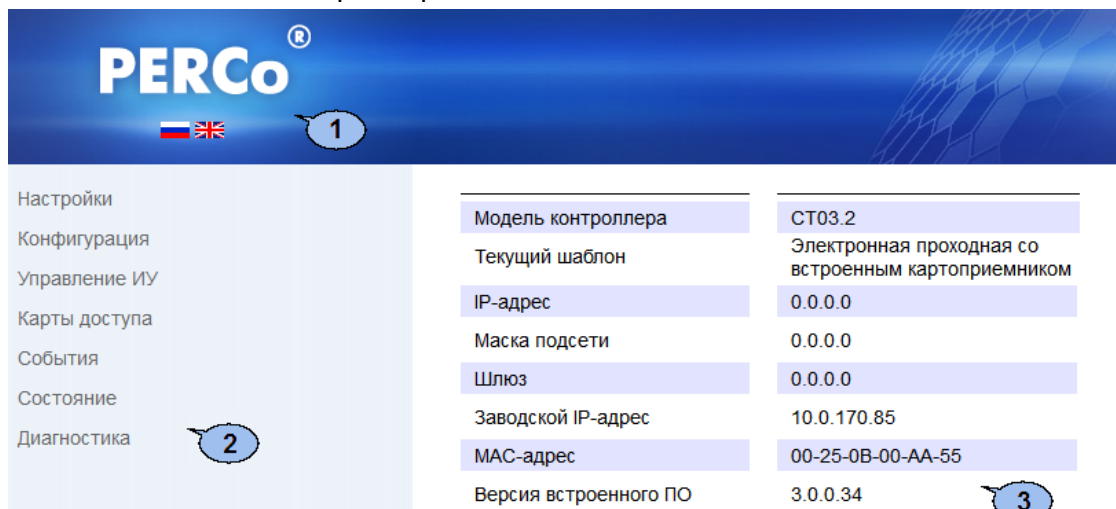 PERCo®
1
Настройки
Конфигурация
Управление ИУ
Карты доступа
События
Состояние
Диагностика
2
Модель контроллера CT03.2
Текущий шаблон Электронная проходная со
встроенным картоприемником
IP-адрес 0.0.0.0
Маска подсети 0.0.0.0
Шлюз 0.0.0.0
Заводской IP-адрес 10.0.170.85
MAC-адрес 00-25-0B-00-AA-55
Версия встроенного ПО 3.0.0.34
3